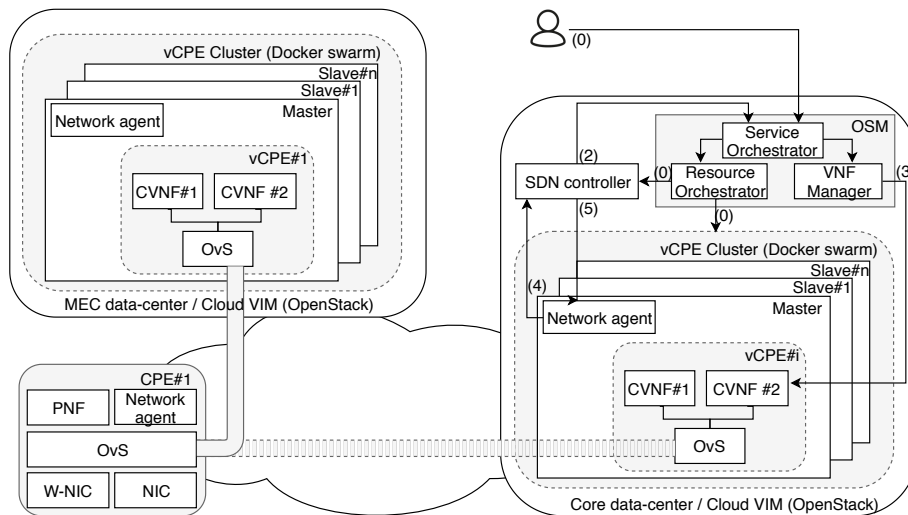 vCPE Cluster (Docker swarm)
Slave#n
Slave#1
Master
Network agent
vCPE#1
CVNF#1
CVNF #2
OvS
MEC data-center / Cloud VIM (OpenStack)
CPE#1
PNF
Network
agent
OvS
W-NIC
NIC
(0)
OSM
Service
Orchestrator
(2)
(0)
(3)
SDN controller
Resource
Orchestrator
VNF
Manager
(5)
(0)
vCPE Cluster (Docker swarm)
Slave#n
Slave#1
(4)
Master
Network agent
vCPE#i
CVNF#1
CVNF #2
OvS
Core data-center / Cloud VIM (OpenStack)